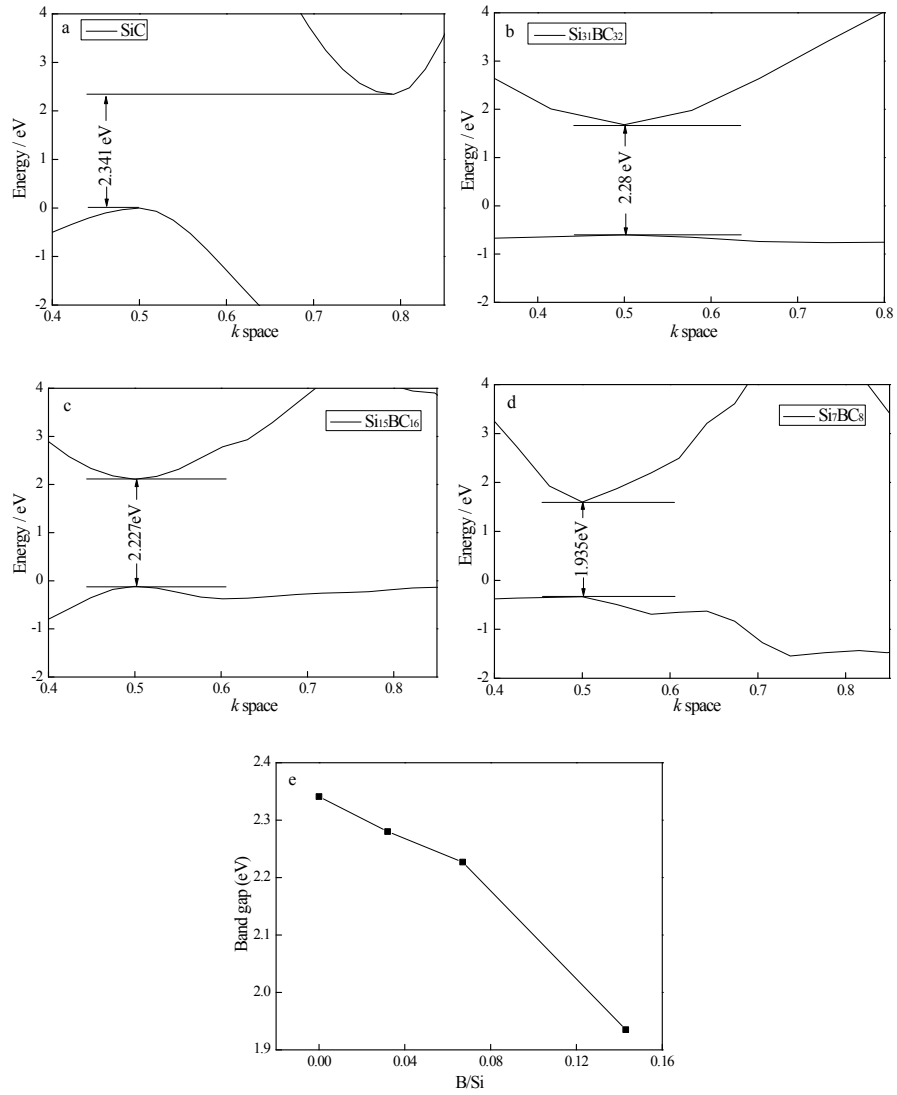 a
SiC
Energy / eV
4
3
2
1
0
-1
-2
2.341 eV
0.4 0.5 0.6 0.7 0.8
k space
b
Si31BC32
Energy / eV
4
3
2
1
0
-1
-2
2.28 eV
0.4 0.5 0.6 0.7 0.8
k space
c
Si15BC16
Energy / eV
4
3
2
1
0
-1
-2
2.227eV
0.4 0.5 0.6 0.7 0.8
k space
d
Si7BC8
Energy / eV
4
3
2
1
0
-1
-2
1.935eV
0.4 0.5 0.6 0.7 0.8
k space
e
Band gap (eV)
2.4
2.3
2.2
2.1
2.0
1.9
0.00 0.04 0.08 0.12 0.16
B/Si